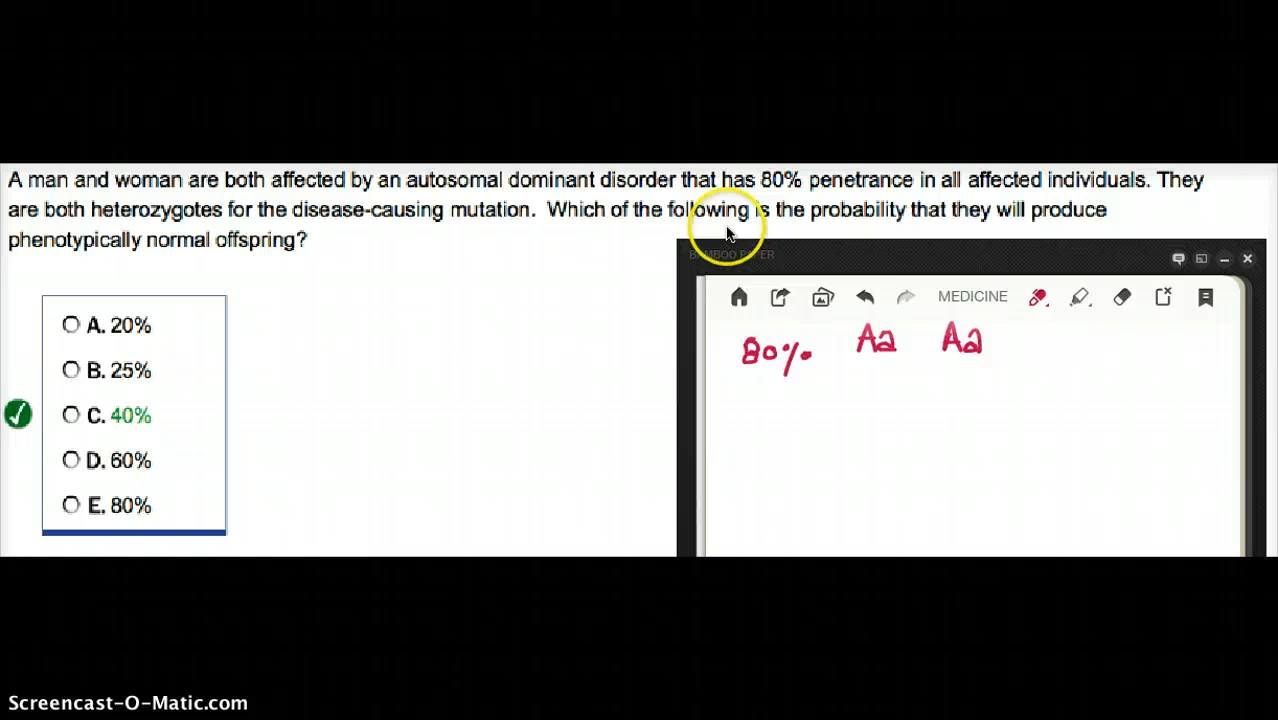 A man and woman are both affected by an autosomal dominant disorder that has 80% penetrance in all affected individuals. They
are both heterozygotes for the disease-causing mutation. Which of the following is the probability that they will produce
phenotypically normal offspring?
BAMBOO PAPER
MEDICINE
80% Aa Aa
A. 20%
B. 25%
C. 40%
D. 60%
E. 80%
Screencast-O-Matic.com